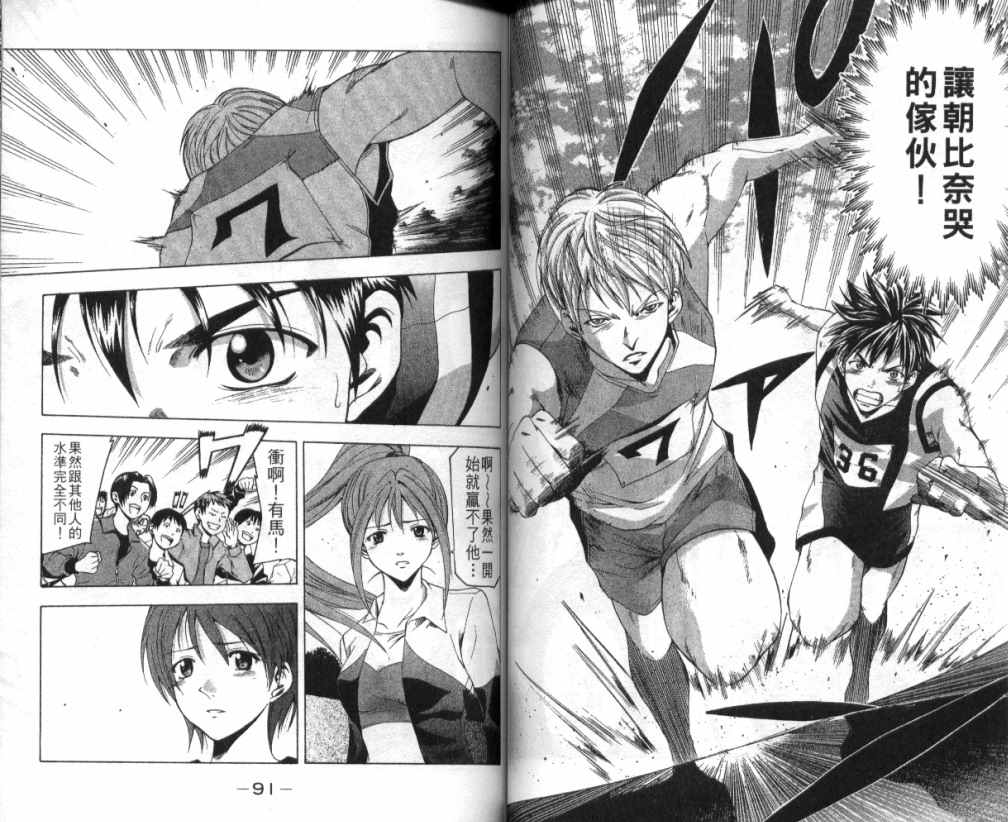 讓朝比奈哭
的傢伙！
7
36
7
啊～～果然一開
始就贏不了他…
衝啊！有馬！
ワ
果然跟其他人的
水準完全不同！
－91－